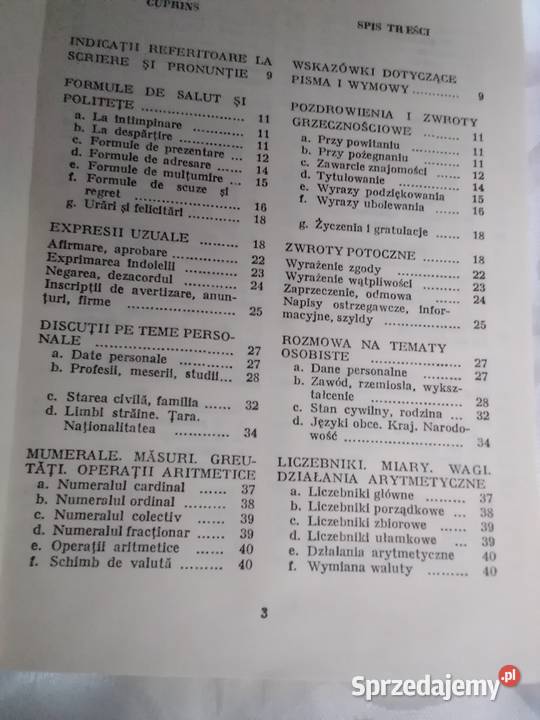 CUPRINS
INDICAȚII REFERITOARE LA
SCRIERE ȘI PRONUNȚIE 9
FORMULE DE SALUT ȘI
POLITEȚE .................. 11
a. La întîmpinare ...... 11
b. La despărțire ........ 11
c. Formule de prezentare ... 12
d. Formule de adresare ...... 14
e. Formule de mulțumire ... 15
f. Formule de scuze și
regret .................. 16
g. Urări și felicitări ......... 18
EXPRESII UZUALE ......... 18
Afirmare, aprobare ............ 22
Exprimarea îndoielii ......... 23
Negarea, dezacordul ......... 24
Inscripții de avertizare, anun-
țuri, firme .................. 25
DISCUȚII PE TEME PERSO-
NALE ........................ 27
a. Date personale ......... 27
b. Profesii, meserii, studii... 28
c. Starea civilă, familia ...... 32
d. Limbi străine. Țara.
Naționalitatea ......... 34
MUMERALE. MĂSURI. GREU-
TĂȚI. OPERAȚII ARITMETICE
a. Numeralul cardinal ...... 37
b. Numeralul ordinal ...... 38
c. Numeralul colectiv ...... 39
d. Numeralul fracționar ... 39
e. Operații aritmetice ...... 40
f. Schimb de valută ......... 40
SPIS TREŚCI
WSKAZÓWKI DOTYCZĄCE
PISMA I WYMOWY ......... 9
POZDROWIENIA I ZWROTY
GRZECZNOŚCIOWE ......... 11
a. Przy powitaniu ......... 11
b. Przy pożegnaniu ......... 11
c. Zawarcie znajomości ... 12
d. Tytułowanie ............ 14
e. Wyrazy podziękowania 15
f. Wyrazy ubolewania ...... 16
g. Życzenia i gratulacje ... 18
ZWROTY POTOCZNE ......... 18
Wyrażenie zgody ............ 22
Wyrażenie wątpliwości ...... 23
Zaprzeczenie, odmowa ...... 24
Napisy ostrzegawcze, infor-
macyjne, szyldy ............ 25
ROZMOWA NA TEMATY
OSOBISTE .................. 27
a. Dane personalne ......... 27
b. Zawód, rzemiosła, wykszt-
tałcenie .................. 28
c. Stan cywilny, rodzina ... 32
d. Języki obce. Kraj. Narodo-
wość ..................... 34
LICZEBNIKI. MIARY. WAGI.
DZIAŁANIA ARYTMETYCZNE
a. Liczebniki główne ...... 37
b. Liczebniki porządkowe ... 38
c. Liczebniki zbiorowe ...... 39
d. Liczebniki ułamkowe ... 39
e. Działania arytmetyczne 40
f. Wymiana waluty ......... 40
3
Sprzedajemy.pl